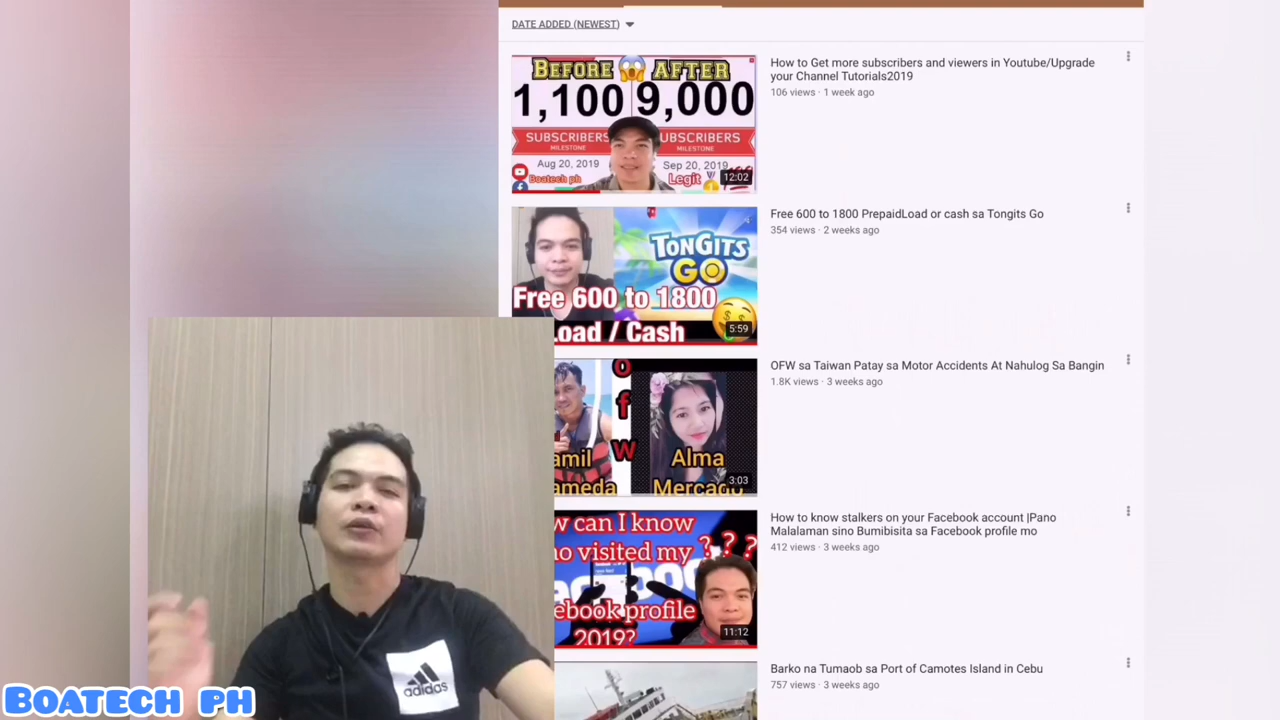 DATE ADDED (NEWEST)
BEFORE AFTER
1,100 9,000
SUBSCRIBERS SUBSCRIBERS
MILESTONE MILESTONE
Aug 20, 2019 Sep 20, 2019
Boatech ph Legit
12:02
How to Get more subscribers and viewers in Youtube/Upgrade
your Channel Tutorials2019
106 views · 1 week ago
TONGITS
GO
Free 600 to 1800
Load / Cash
5:59
Free 600 to 1800 PrepaidLoad or cash sa Tongits Go
354 views · 2 weeks ago
O
f
w
amil
ameda
Alma
Mercado
3:03
OFW sa Taiwan Patay sa Motor Accidents At Nahulog Sa Bangin
1.8K views · 3 weeks ago
w can I know
o visited my ? ? ?
ebook profile
2019?
11:12
How to know stalkers on your Facebook account |Pano
Malalaman sino Bumibisita sa Facebook profile mo
412 views · 3 weeks ago
Barko na Tumaob sa Port of Camotes Island in Cebu
757 views · 3 weeks ago
adidas
BOATECH PH